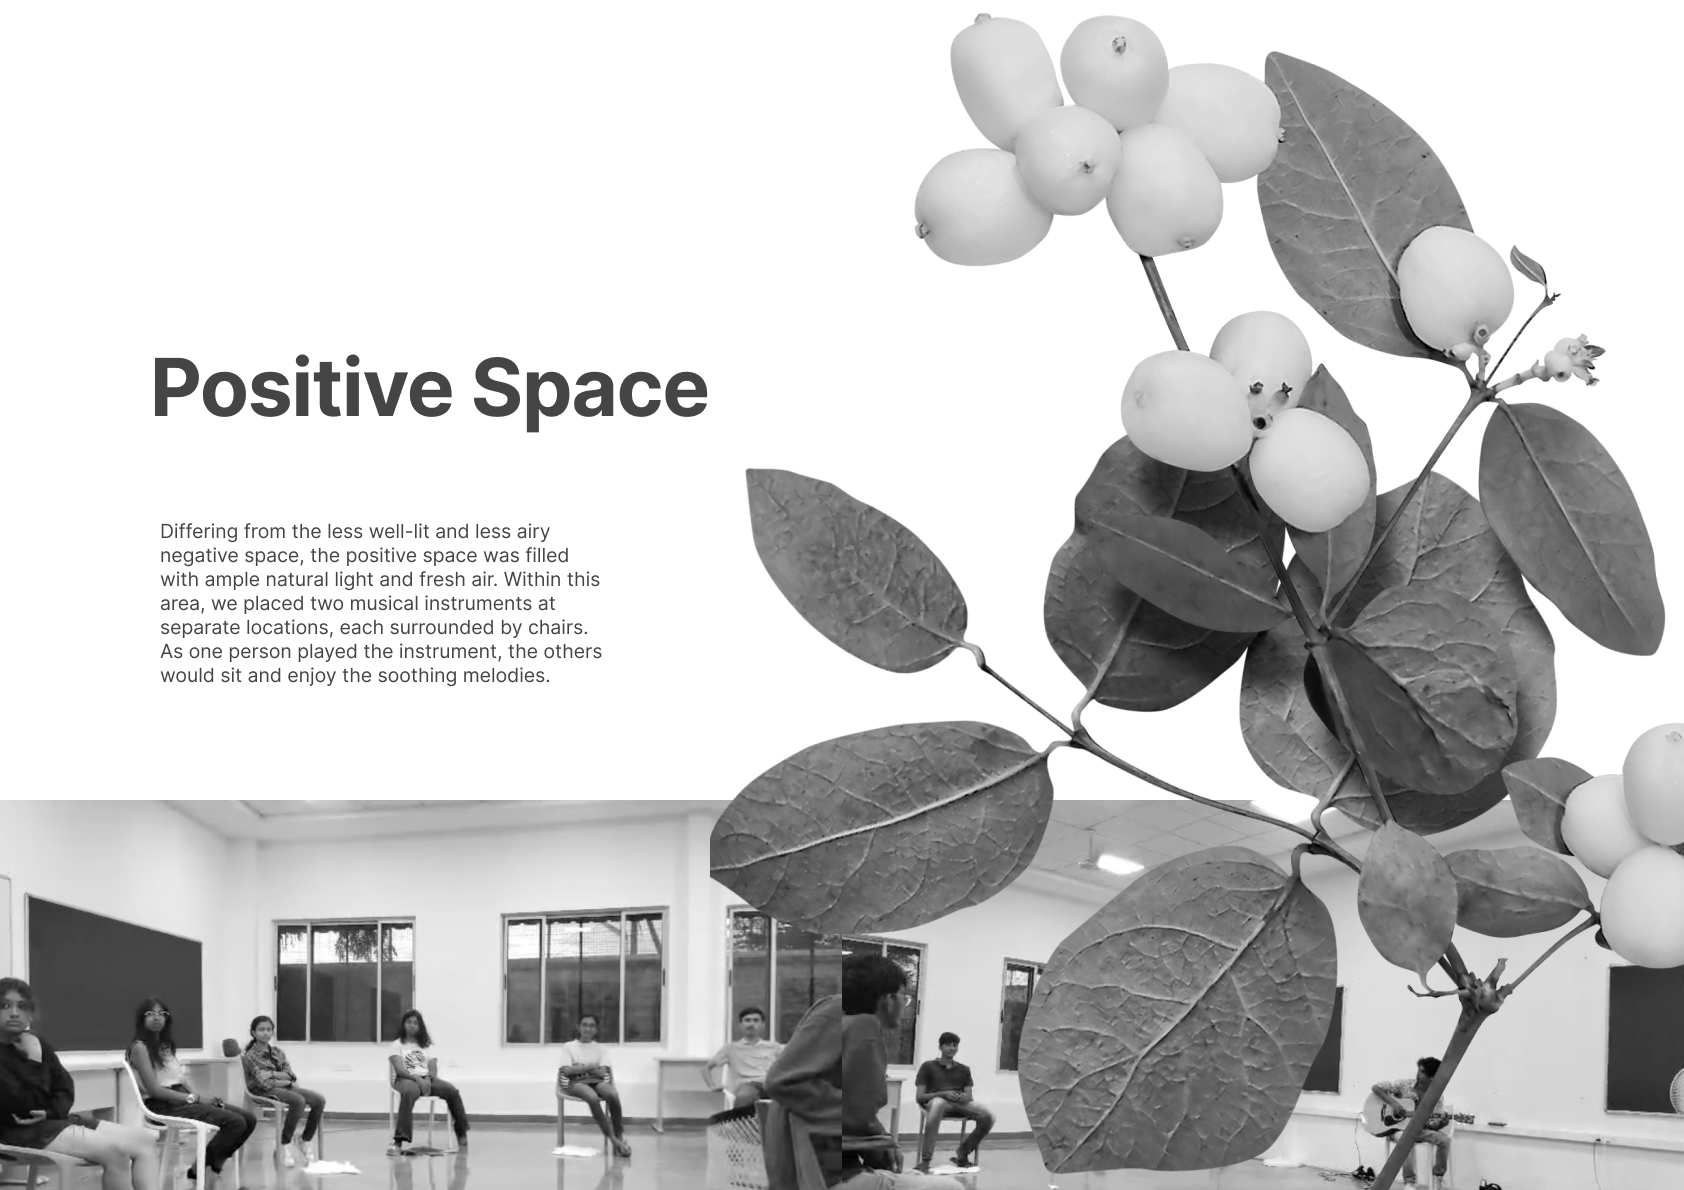 Positive Space
Differing from the less well-lit and less airy
negative space, the positive space was filled
with ample natural light and fresh air. Within this
area, we placed two musical instruments at
separate locations, each surrounded by chairs.
As one person played the instrument, the others
would sit and enjoy the soothing melodies.